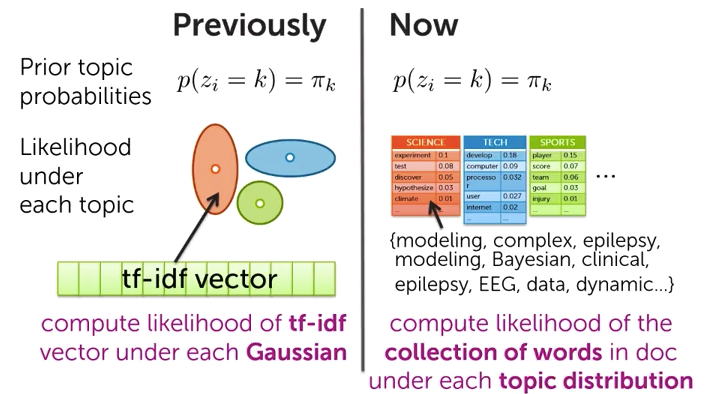 Previously
Now
Prior topic
probabilities
p(z_i = k) = π_k
p(z_i = k) = π_k
Likelihood
under
each topic
SCIENCE
experiment 0.1
test 0.08
discover 0.05
hypothesize 0.03
climate 0.01
... ...
TECH
develop 0.18
computer 0.09
processo
r 0.032
user 0.027
internet 0.02
... ...
SPORTS
player 0.15
score 0.07
team 0.06
goal 0.03
injury 0.01
... ...
...
tf-idf vector
{modeling, complex, epilepsy,
modeling, Bayesian, clinical,
epilepsy, EEG, data, dynamic...}
compute likelihood of tf-idf
vector under each Gaussian
compute likelihood of the
collection of words in doc
under each topic distribution